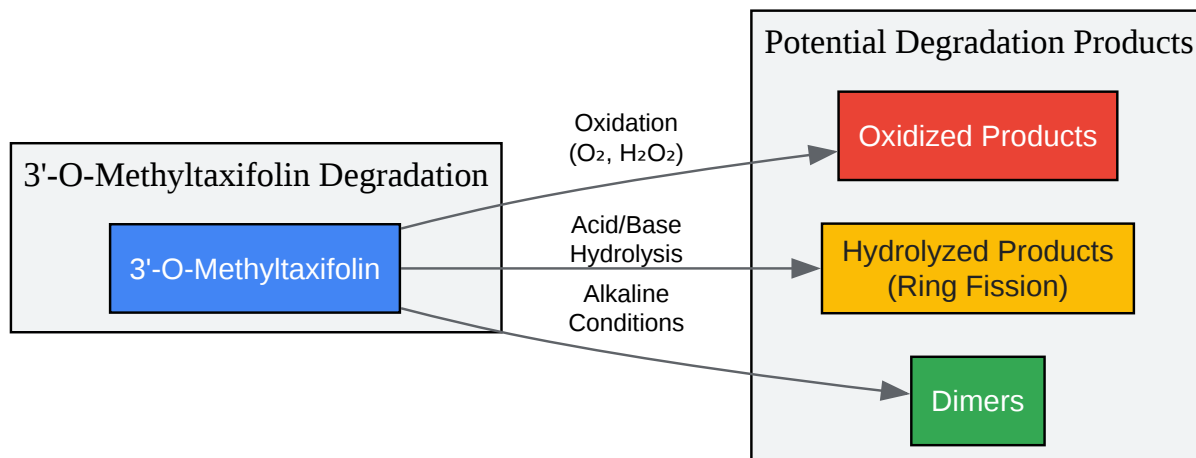 Potential Degradation Products
3'-O-Methyltaxifolin Degradation
3'-O-Methyltaxifolin
Oxidation
(O₂, H₂O₂)
Acid/Base
Hydrolysis
Alkaline
Conditions
Oxidized Products
Hydrolyzed Products
(Ring Fission)
Dimers